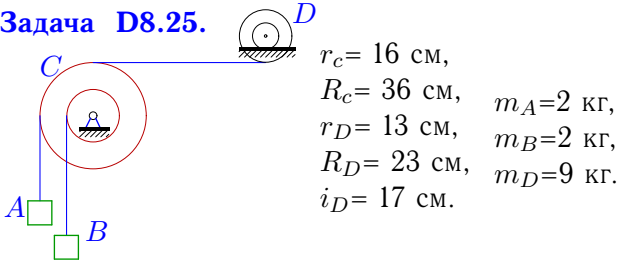 Задача D8.25.
D
C
A
B
r_c= 16 см,
R_c= 36 см,
r_D= 13 см,
R_D= 23 см,
i_D= 17 см.
m_A=2 кг,
m_B=2 кг,
m_D=9 кг.